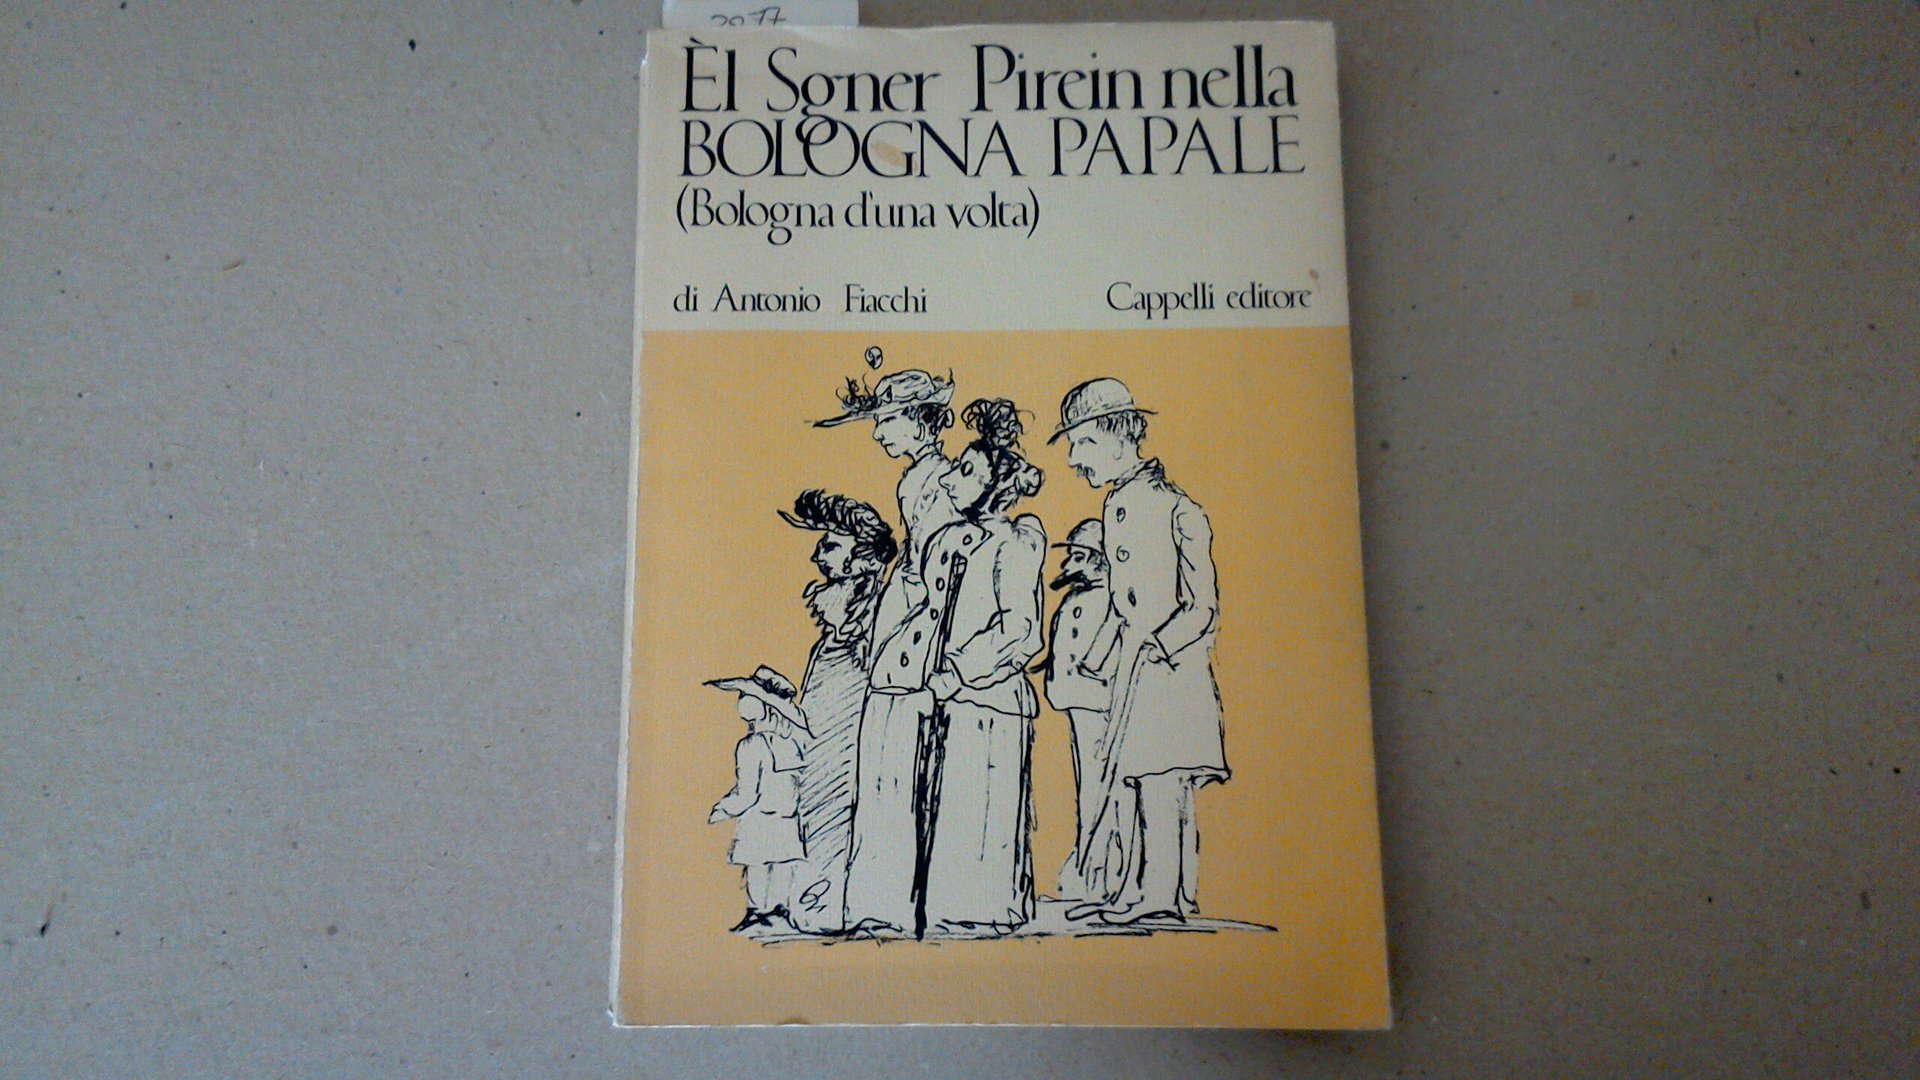 Èl Sgner Pirein nella
BOLOGNA PAPALE
(Bologna d'una volta)
di Antonio Fiacchi
Cappelli editore